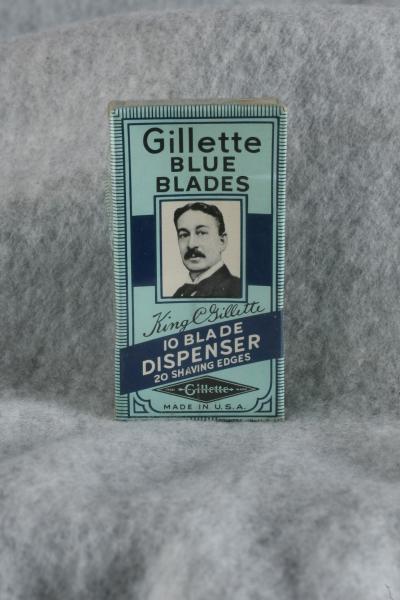 Gillette
BLUE
BLADES
King C Gillette
10 BLADE
DISPENSER
20 SHAVING EDGES
Gillette
MADE IN U.S.A.